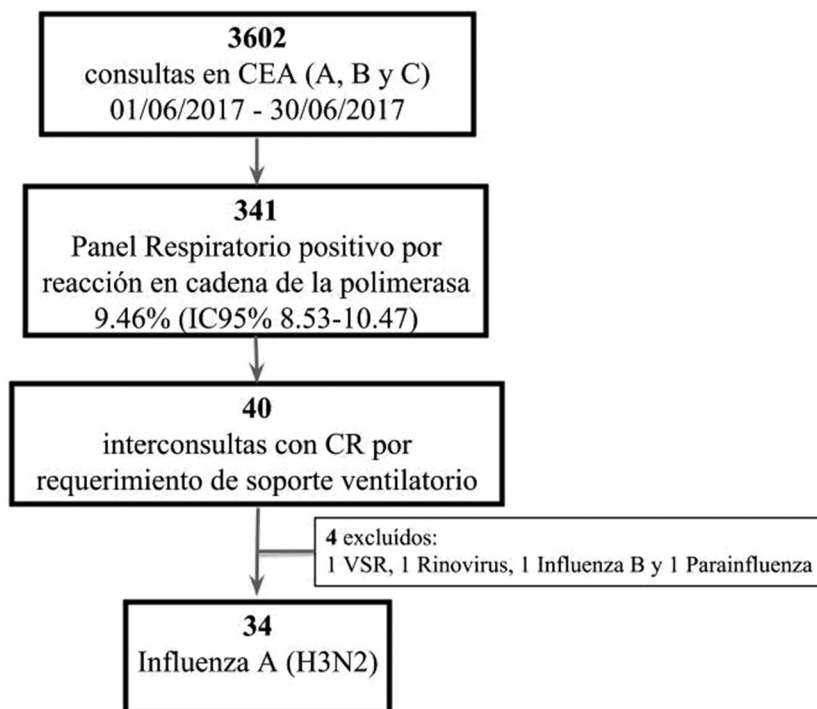 3602
consultas en CEA (A, B y C)
01/06/2017 - 30/06/2017
341
Panel Respiratorio positivo por
reacción en cadena de la polimerasa
9.46% (IC95% 8.53-10.47)
40
interconsultas con CR por
requerimiento de soporte ventilatorio
4 excluídos:
1 VSR, 1 Rinovirus, 1 Influenza B y 1 Parainfluenza
34
Influenza A (H3N2)